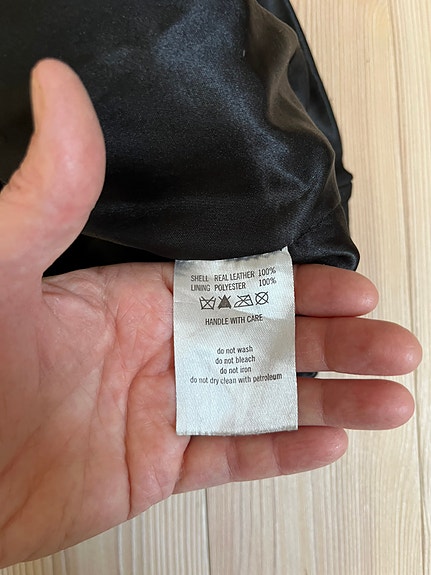 SHELL REAL LEATHER 100%
LINING POLYESTER 100%
HANDLE WITH CARE
do not wash
do not bleach
do not iron
do not dry clean with petroleum